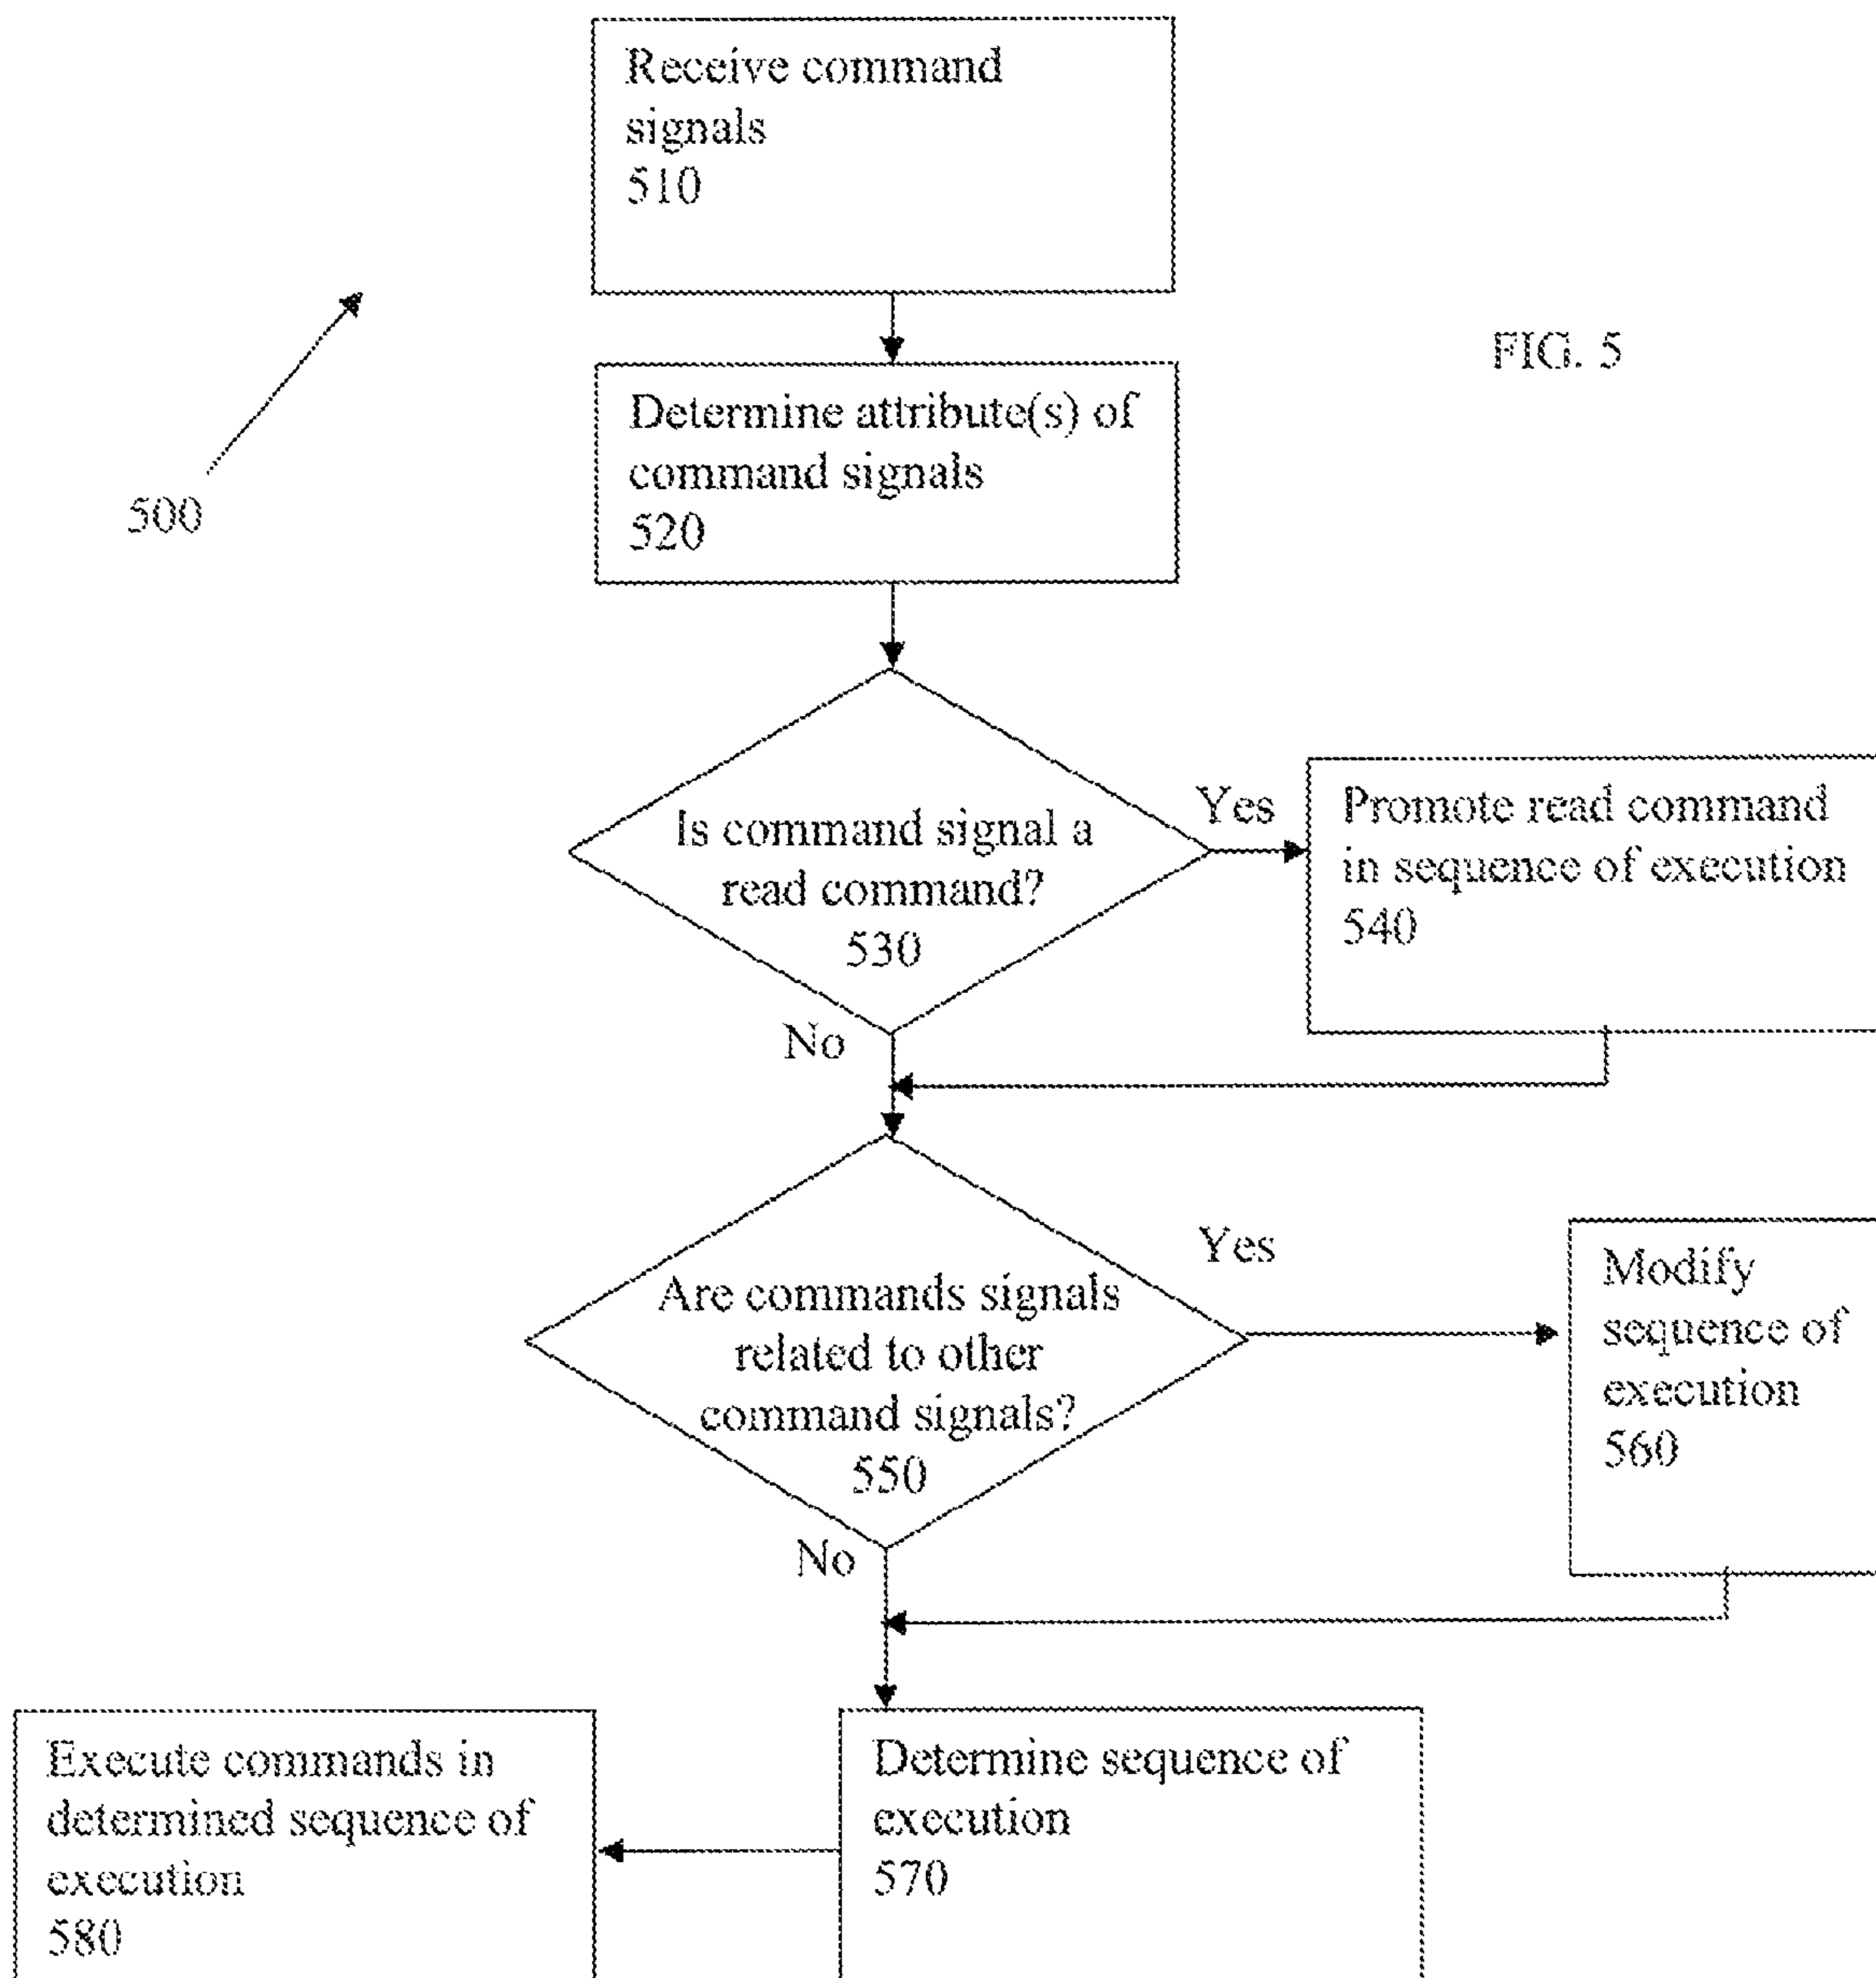 Receive command
signals
510
FIG. 5
Determine attribute(s) of
command signals
520
500
Is command signal a
read command?
530
Yes
Promote read command
in sequence of execution
540
No
Are commands signals
related to other
command signals?
550
Yes
Modify
sequence of
execution
560
No
Determine sequence of
execution
570
Execute commands in
determined sequence of
execution
580